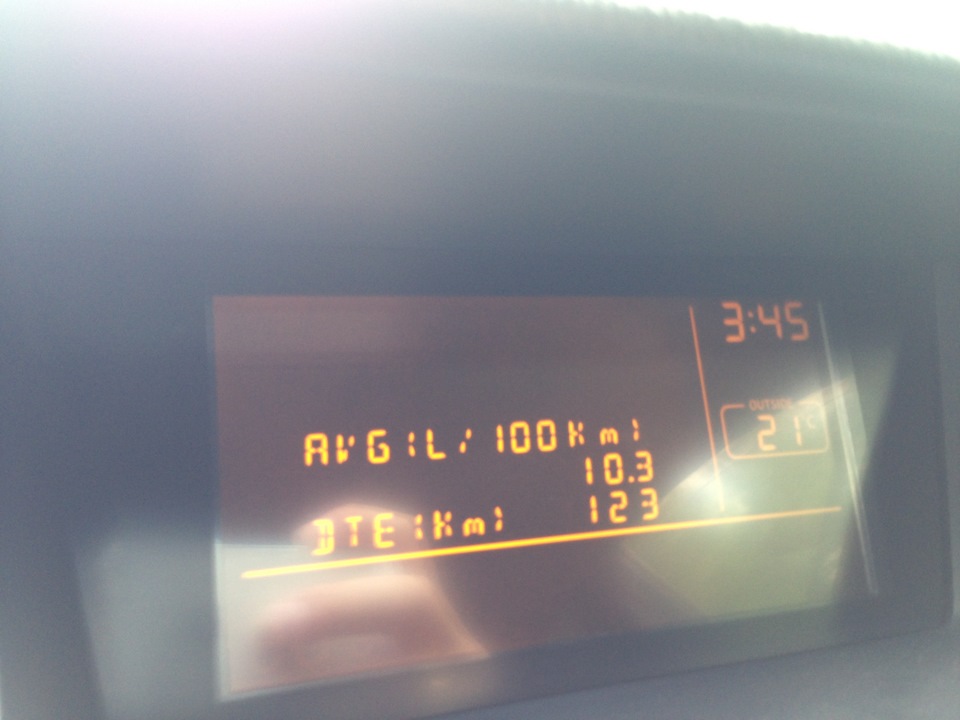 3:45
OUTSIDE
21°C
AVG(L/100Km)
10.3
DTE(Km) 123